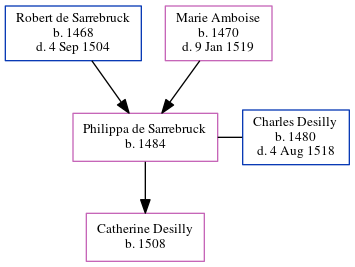 Robert de Sarrebruck
b. 1468
d. 4 Sep 1504
Marie Amboise
b. 1470
d. 9 Jan 1519
Philippa de Sarrebruck
b. 1484
Charles Desilly
b. 1480
d. 4 Aug 1518
Catherine Desilly
b. 1508